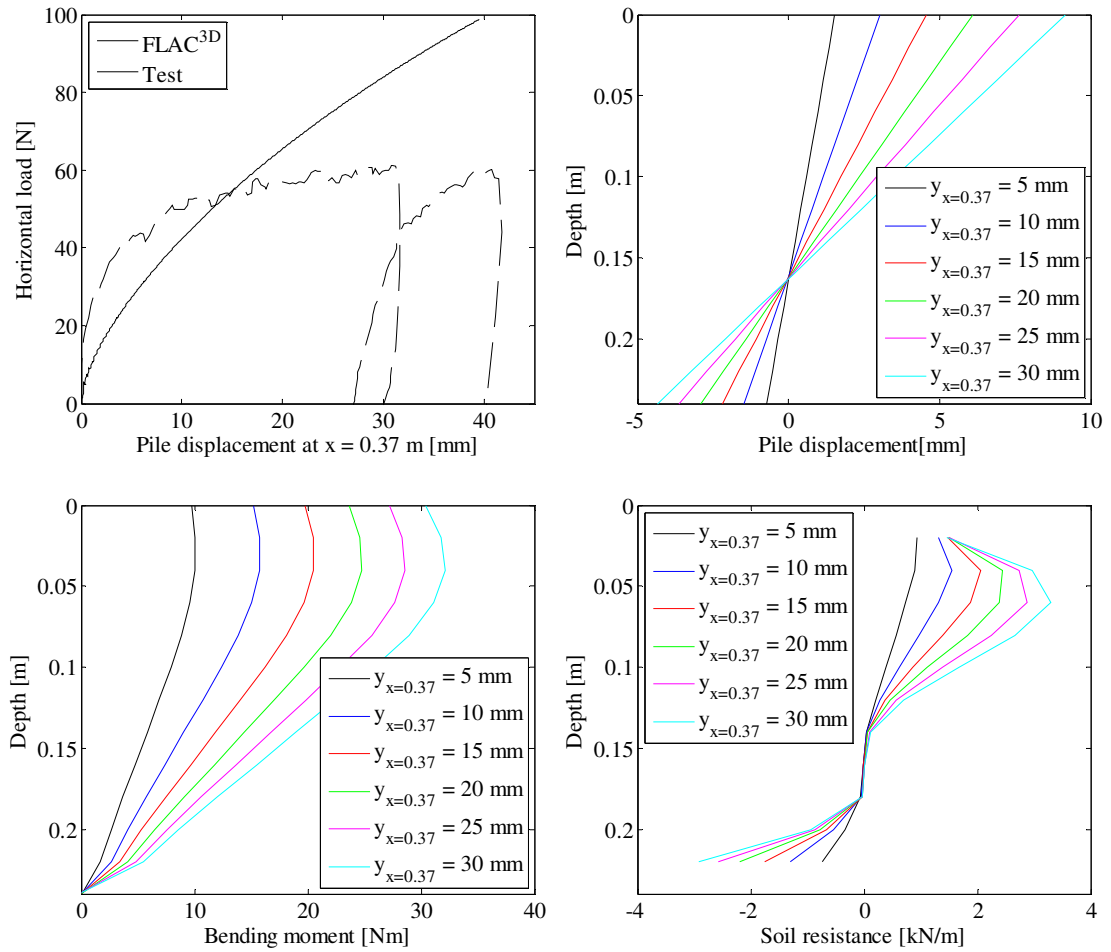 100
80
60
40
20
0
Horizontal load [N]
FLAC3D
Test
0 10 20 30 40
Pile displacement at x = 0.37 m [mm]
0
0.05
0.1
0.15
0.2
Depth [m]
yx=0.37 = 5 mm
yx=0.37 = 10 mm
yx=0.37 = 15 mm
yx=0.37 = 20 mm
yx=0.37 = 25 mm
yx=0.37 = 30 mm
-5 0 5 10
Pile displacement[mm]
0
0.05
0.1
0.15
0.2
Depth [m]
yx=0.37 = 5 mm
yx=0.37 = 10 mm
yx=0.37 = 15 mm
yx=0.37 = 20 mm
yx=0.37 = 25 mm
yx=0.37 = 30 mm
0 10 20 30 40
Bending moment [Nm]
0
0.05
0.1
0.15
0.2
Depth [m]
yx=0.37 = 5 mm
yx=0.37 = 10 mm
yx=0.37 = 15 mm
yx=0.37 = 20 mm
yx=0.37 = 25 mm
yx=0.37 = 30 mm
-4 -2 0 2 4
Soil resistance [kN/m]